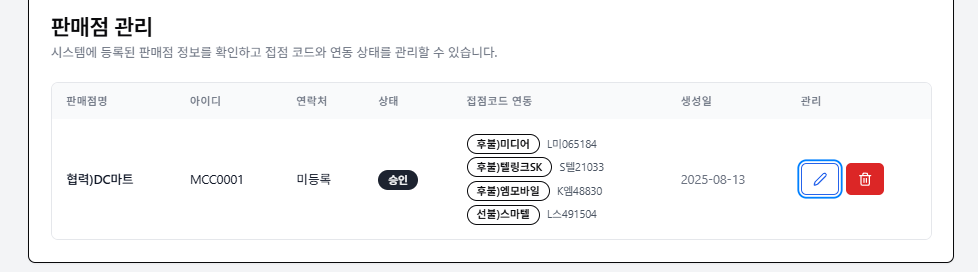 판매점 관리
시스템에 등록된 판매점 정보를 확인하고 접점 코드와 연동 상태를 관리할 수 있습니다.
판매점명 아이디 연락처 상태 접점코드 연동 생성일 관리
후불)미디어 L미065184
후불)텔링크SK S텔21033
협력)DC마트 MCC0001 미등록 승인 2025-08-13
후불)엠모바일 K엠48830
선불)스마텔 L스491504